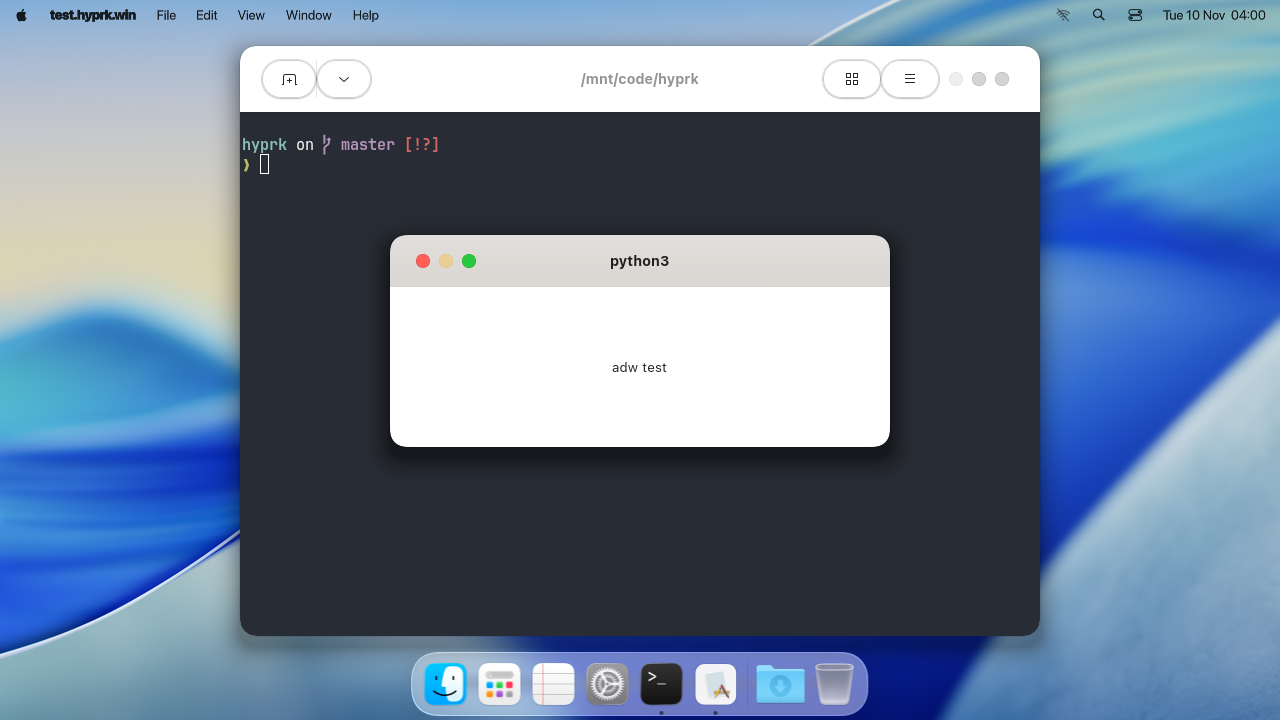 test.hyprk.win File Edit View Window Help Tue 10 Nov 04:00
/mnt/code/hyprk
hyprk on master [!?]
❯
python3
adw test
>_